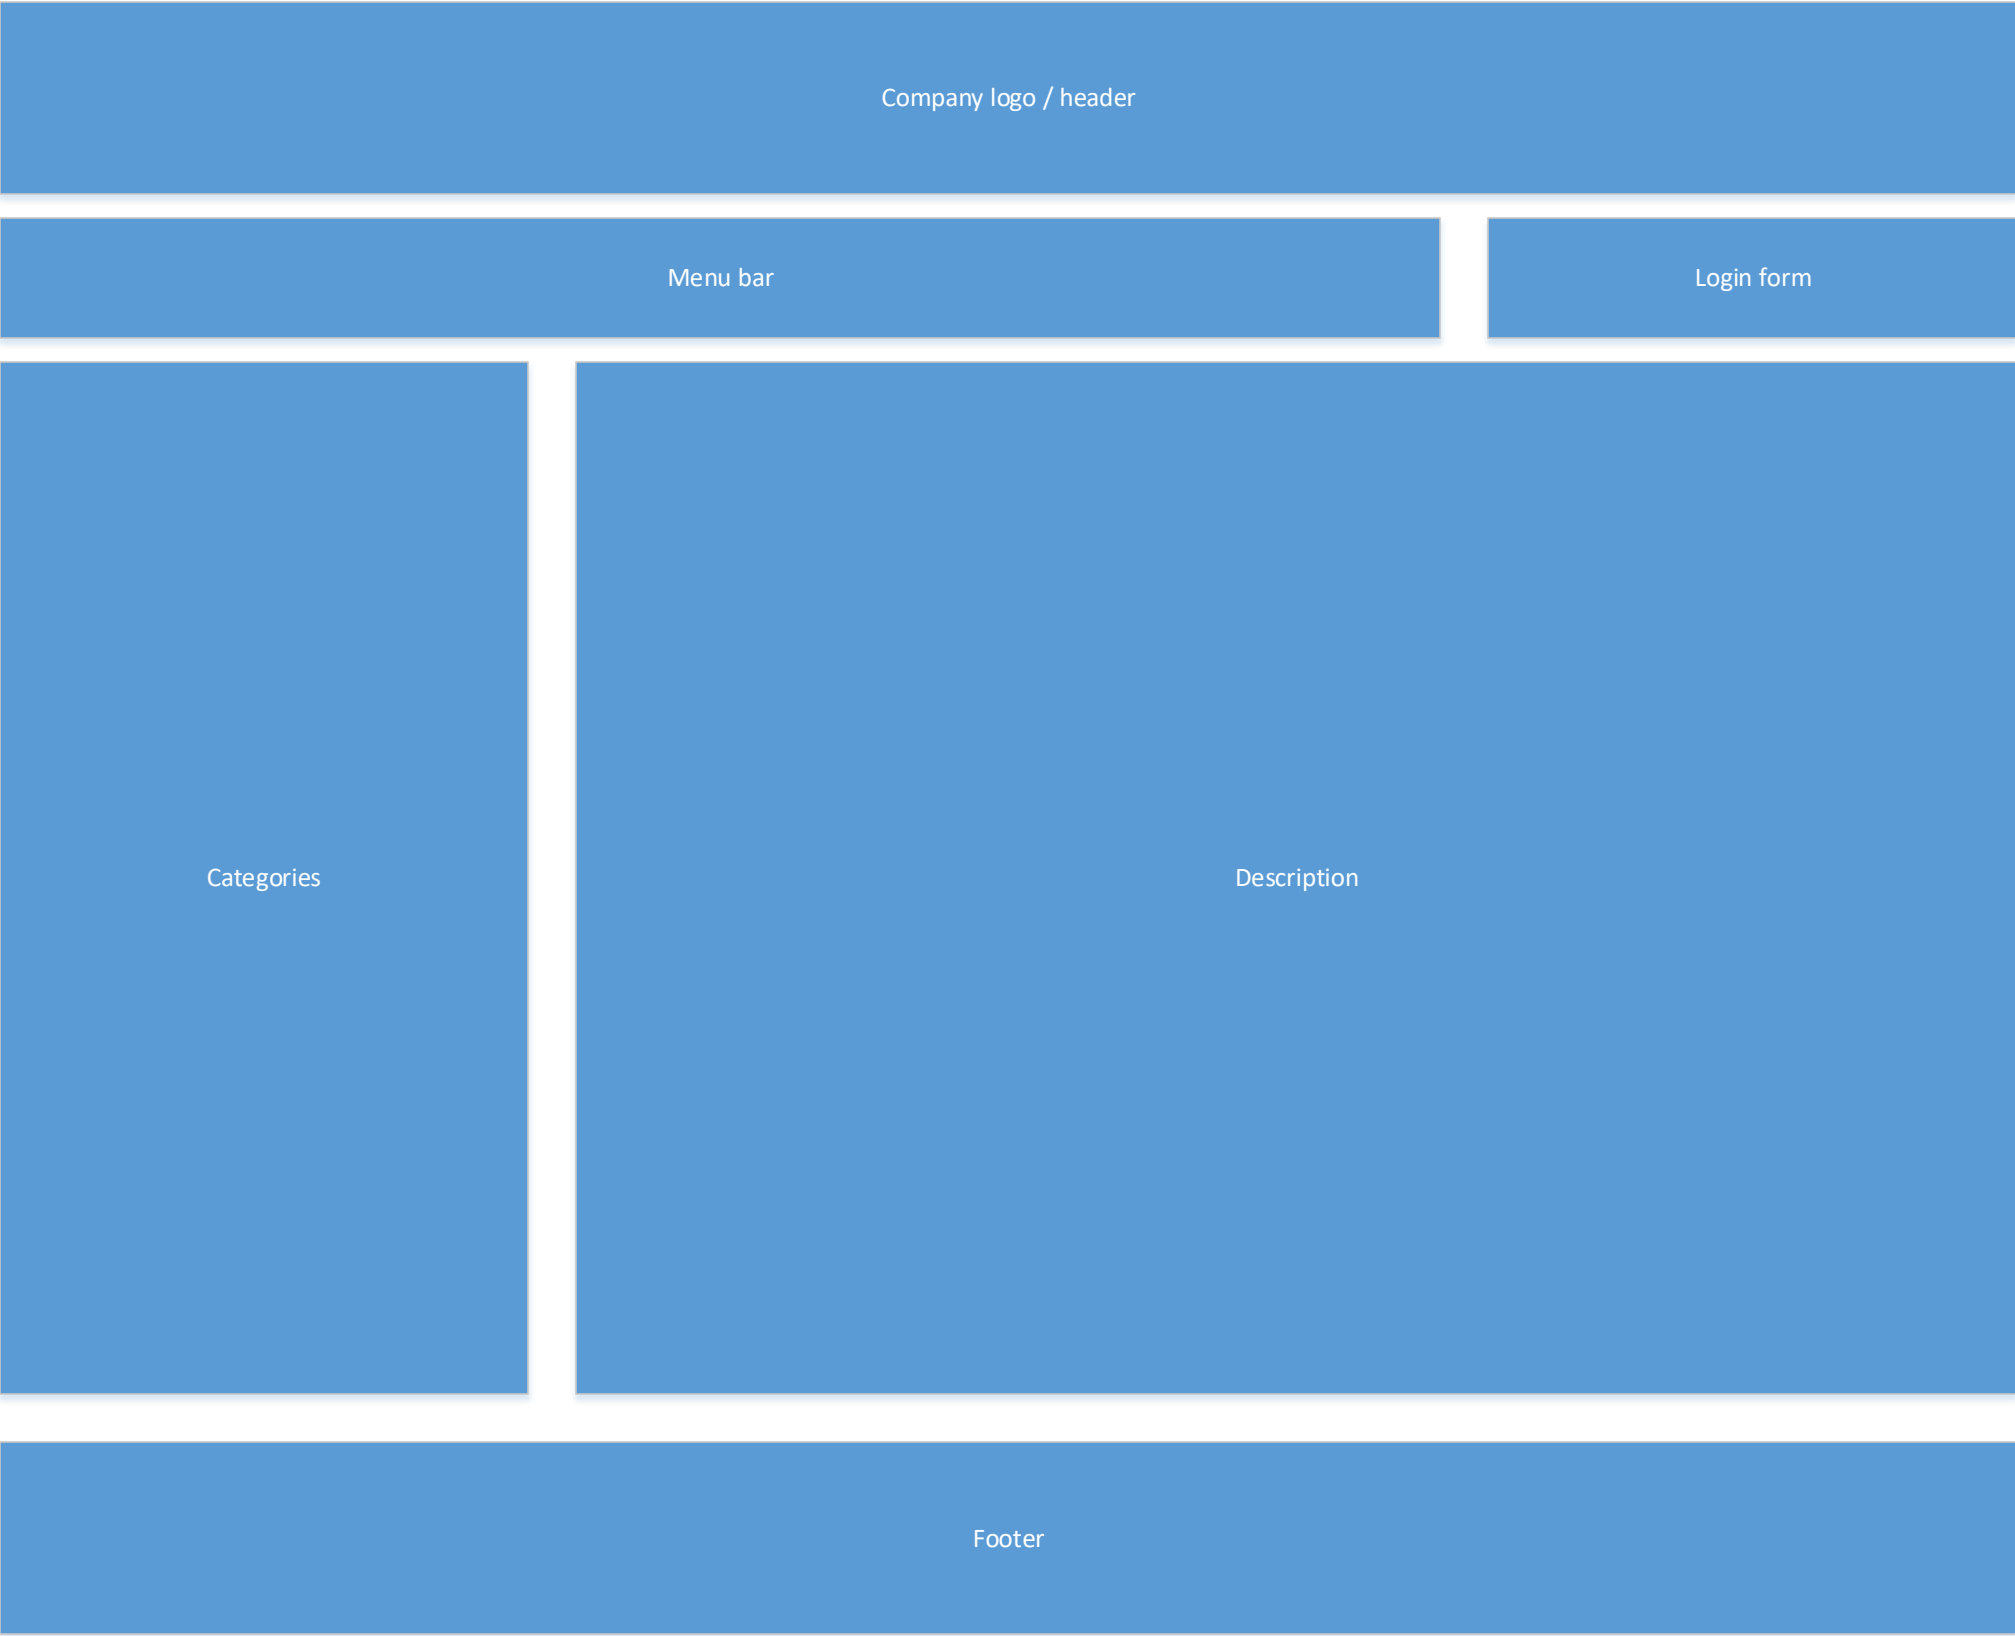 Company logo / header
Menu bar
Login form
Categories
Description
Footer